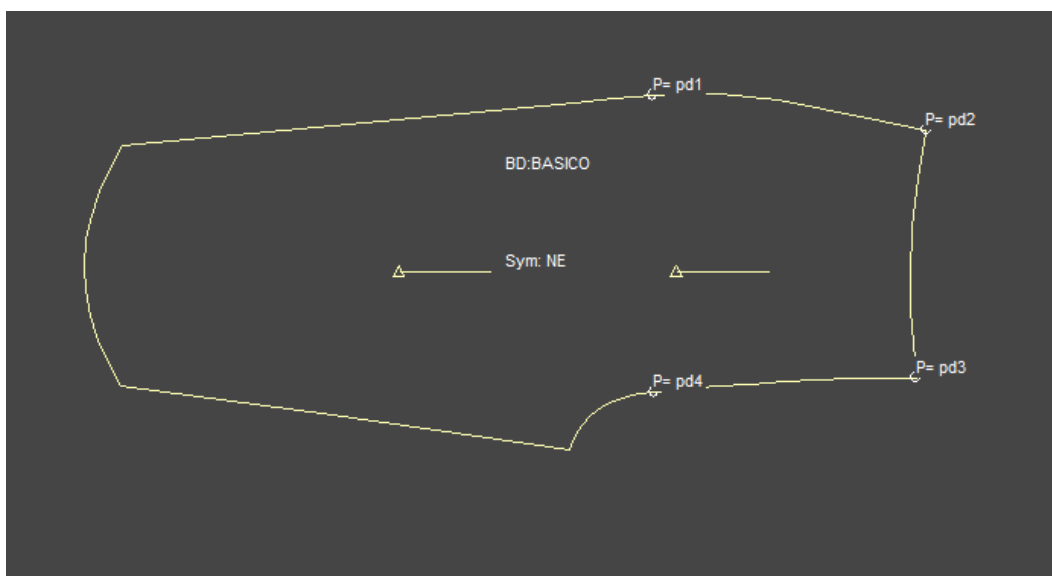 P= pd1
P= pd2
BD:BASICO
Sym: NE
P= pd3
P= pd4